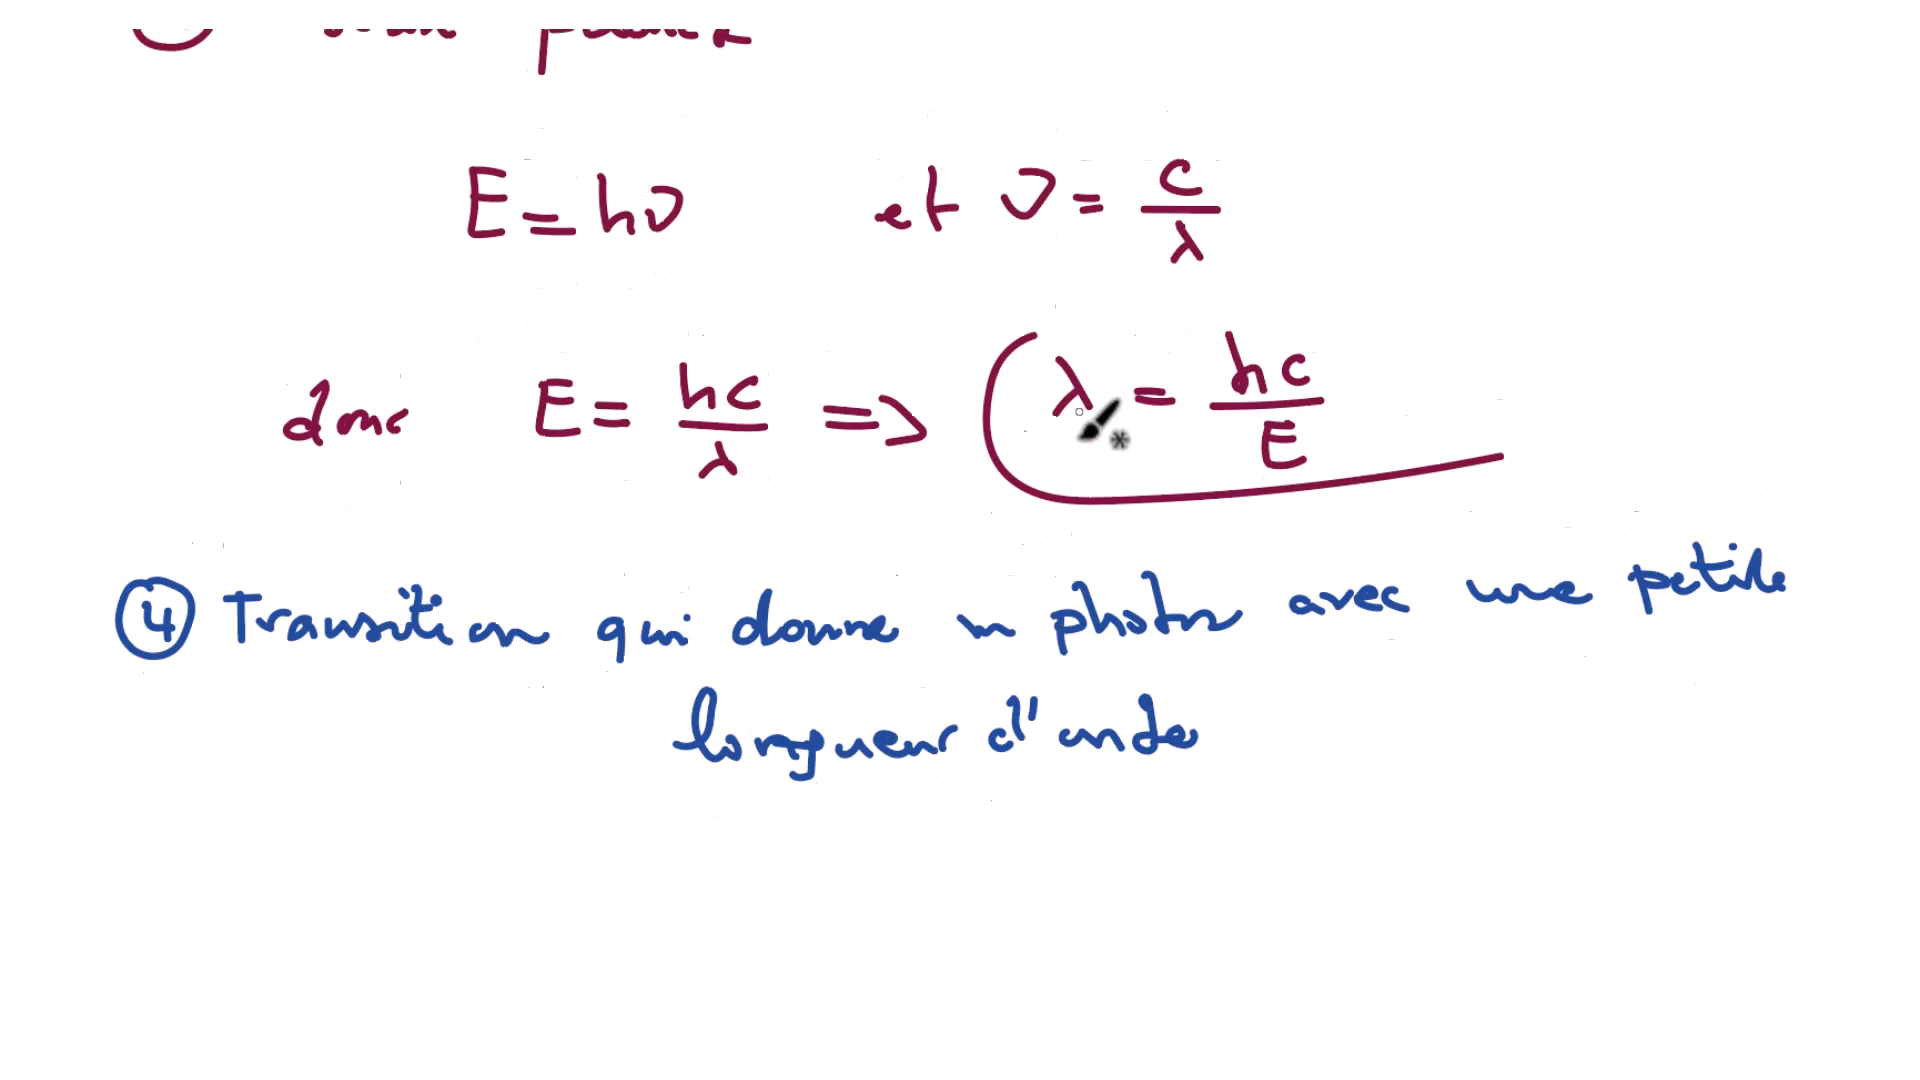 E = hν et ν = c/λ
donc E = hc/λ => λ = hc/E
④ Transition qui donne un photon avec une petite
longueur d'onde